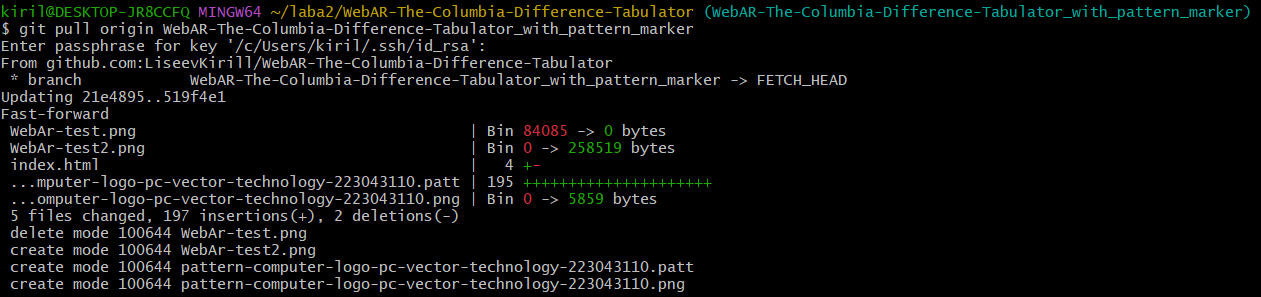 kiril@DESKTOP-JR8CCFQ MINGW64 ~/laba2/WebAR-The-Columbia-Difference-Tabulator (WebAR-The-Columbia-Difference-Tabulator_with_pattern_marker)
$ git pull origin WebAR-The-Columbia-Difference-Tabulator_with_pattern_marker
Enter passphrase for key '/c/Users/kiril/.ssh/id_rsa':
From github.com:LiseevKirill/WebAR-The-Columbia-Difference-Tabulator
 * branch            WebAR-The-Columbia-Difference-Tabulator_with_pattern_marker -> FETCH_HEAD
Updating 21e4895..519f4e1
Fast-forward
 WebAr-test.png                                     | Bin 84085 -> 0 bytes
 WebAr-test2.png                                    | Bin 0 -> 258519 bytes
 index.html                                         |   4 +-
 ...mputer-logo-pc-vector-technology-223043110.patt | 195 +++++++++++++++++++++
 ...omputer-logo-pc-vector-technology-223043110.png | Bin 0 -> 5859 bytes
 5 files changed, 197 insertions(+), 2 deletions(-)
 delete mode 100644 WebAr-test.png
 create mode 100644 WebAr-test2.png
 create mode 100644 pattern-computer-logo-pc-vector-technology-223043110.patt
 create mode 100644 pattern-computer-logo-pc-vector-technology-223043110.png